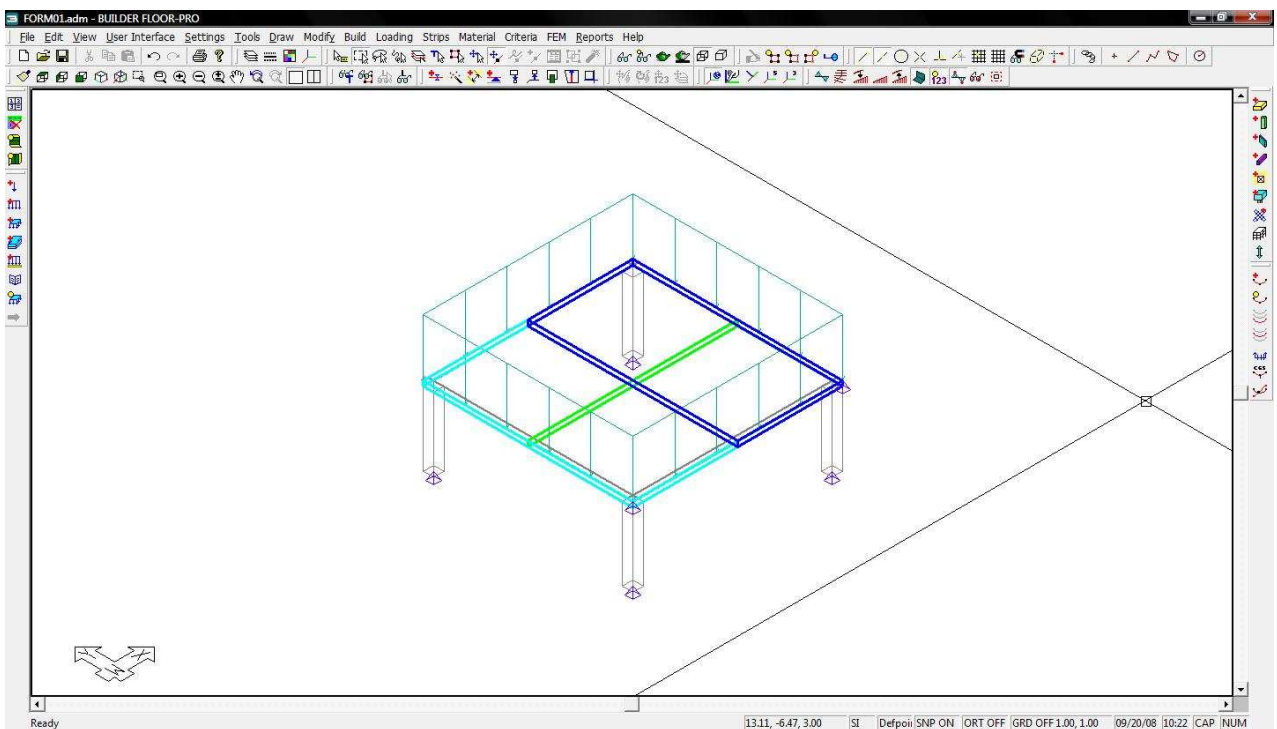 FORM01.adm - BUILDER FLOOR-PRO
File Edit View User Interface Settings Tools Draw Modify Build Loading Strips Material Criteria FEM Reports Help
Ready 13.11, -6.47, 3.00 SI Defpoi SNP ON ORT OFF GRD OFF 1.00, 1.00 09/20/08 10:22 CAP NUM